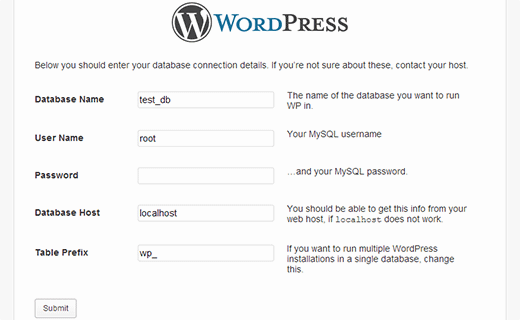 WORDPRESS
Below you should enter your database connection details. If you're not sure about these, contact your host.
Database Name
test_db
The name of the database you want to run
WP in.
User Name
root
Your MySQL username
Password
…and your MySQL password.
Database Host
localhost
You should be able to get this info from your
web host, if localhost does not work.
Table Prefix
wp_
If you want to run multiple WordPress
installations in a single database, change
this.
Submit